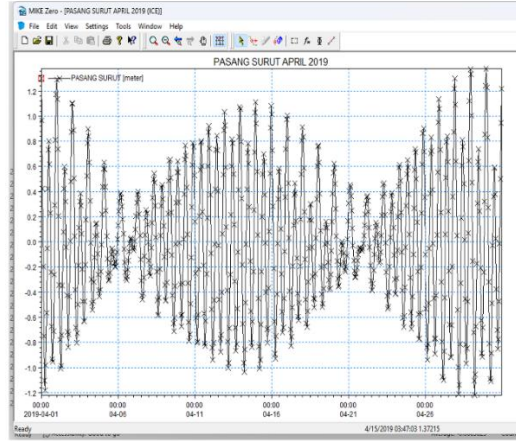 MIKE Zero - [PASANG SURUT APRIL 2019 (ICE)]
File Edit View Settings Tools Window Help
PASANG SURUT APRIL 2019
PASANG SURUT [meter]
1.2
1.0
0.8
0.6
0.4
0.2
0.0
-0.2
-0.4
-0.6
-0.8
-1.0
-1.2
00:00 00:00 00:00 00:00 00:00 00:00
2019-04-01 04-06 04-11 04-16 04-21 04-26
Ready 4/15/2019 03:47:03 1.37215
Ready